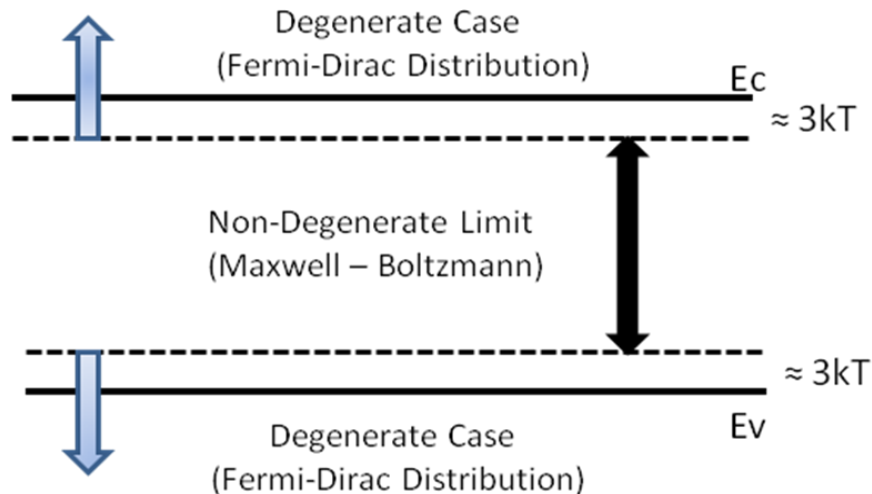 Degenerate Case
(Fermi-Dirac Distribution)
Ec
≈ 3kT
Non-Degenerate Limit
(Maxwell – Boltzmann)
≈ 3kT
Ev
Degenerate Case
(Fermi-Dirac Distribution)